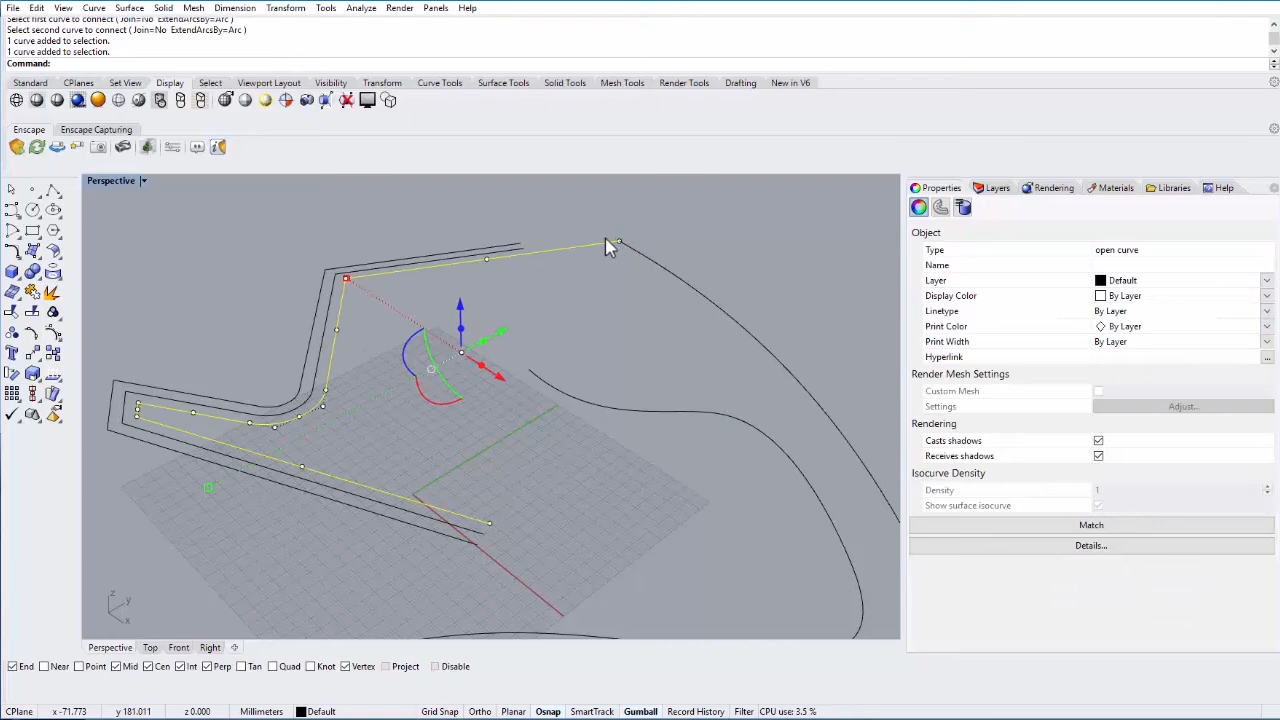 File Edit View Curve Surface Solid Mesh Dimension Transform Tools Analyze Render Panels Help
Select first curve to connect ( Join=No ExtendArcsBy=Arc )
Select second curve to connect ( Join=No ExtendArcsBy=Arc )
1 curve added to selection.
1 curve added to selection.
Command:
Standard CPlanes Set View Display Select Viewport Layout Visibility Transform Curve Tools Surface Tools Solid Tools Mesh Tools Render Tools Drafting New in V6
Enscape Enscape Capturing
Perspective
Properties Layers Rendering Materials Libraries Help
Object
Type open curve
Name
Layer Default
Display Color By Layer
Linetype By Layer
Print Color By Layer
Print Width By Layer
Hyperlink ...
Render Mesh Settings
Custom Mesh
Settings Adjust...
Rendering
Casts shadows
Receives shadows
Isocurve Density
Density 1
Show surface isocurve
Match
Details...
z
y
x
Perspective Top Front Right
End Near Point Mid Cen Int Perp Tan Quad Knot Vertex Project Disable
CPlane x -71.773 y 181.011 z 0.000 Millimeters Default Grid Snap Ortho Planar Osnap SmartTrack Gumball Record History Filter CPU use: 3.5 %